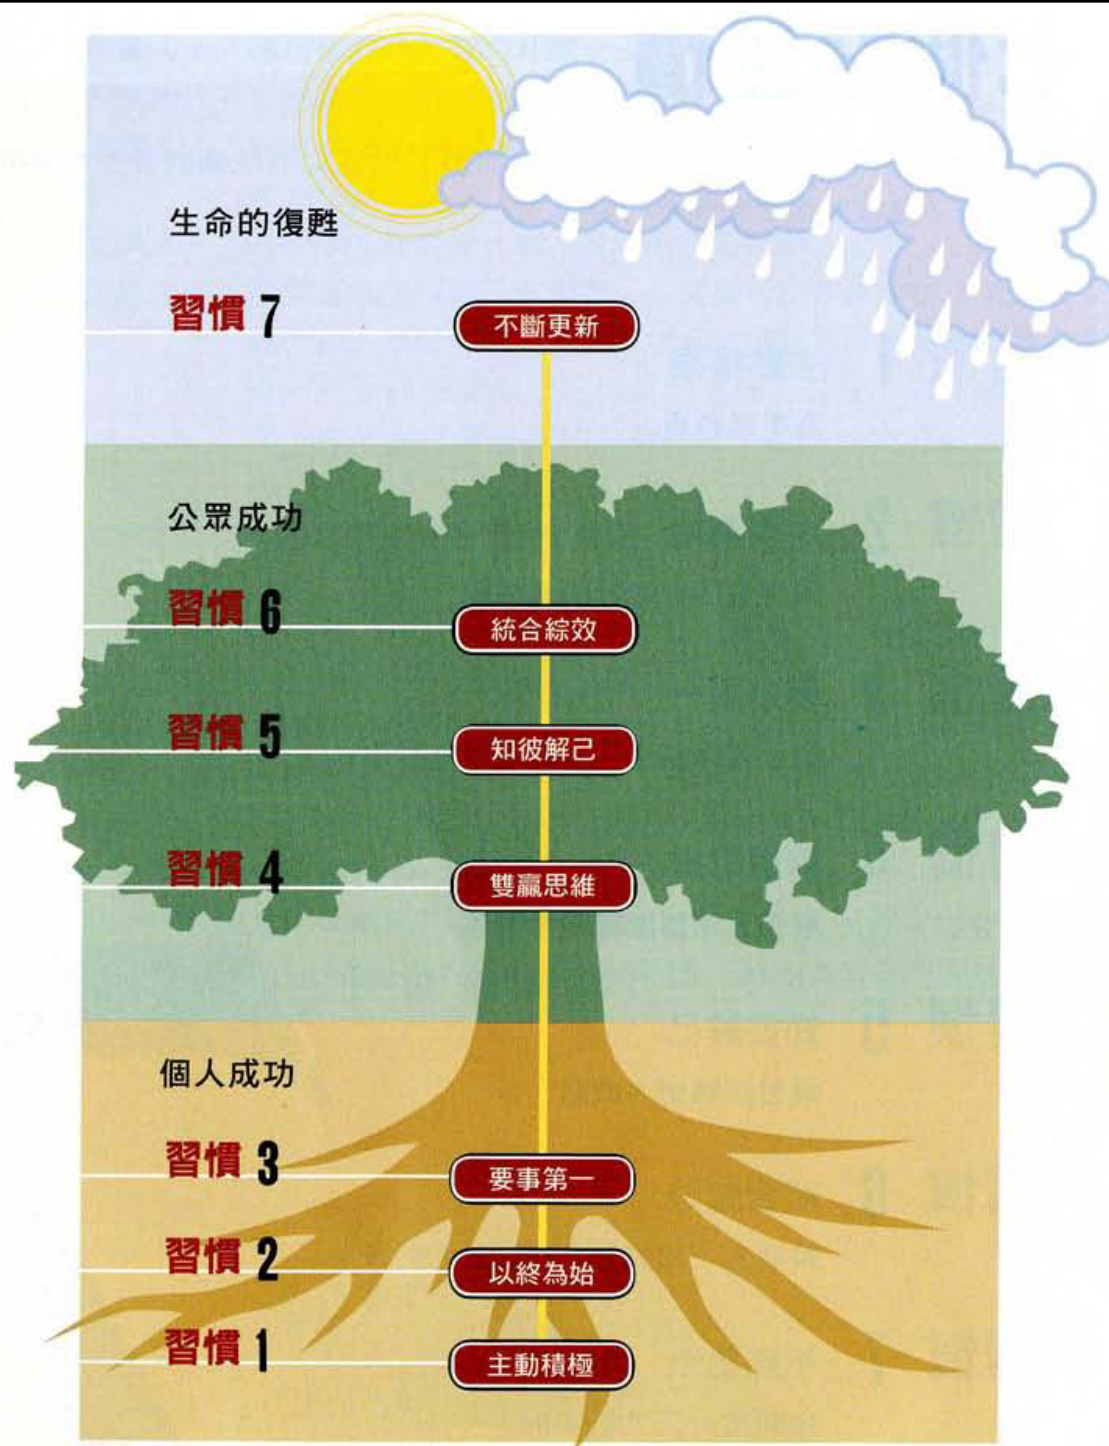 生命的復甦
習慣 7
不斷更新
公眾成功
習慣 6
統合綜效
習慣 5
知彼解己
習慣 4
雙贏思維
個人成功
習慣 3
要事第一
習慣 2
以終為始
習慣 1
主動積極